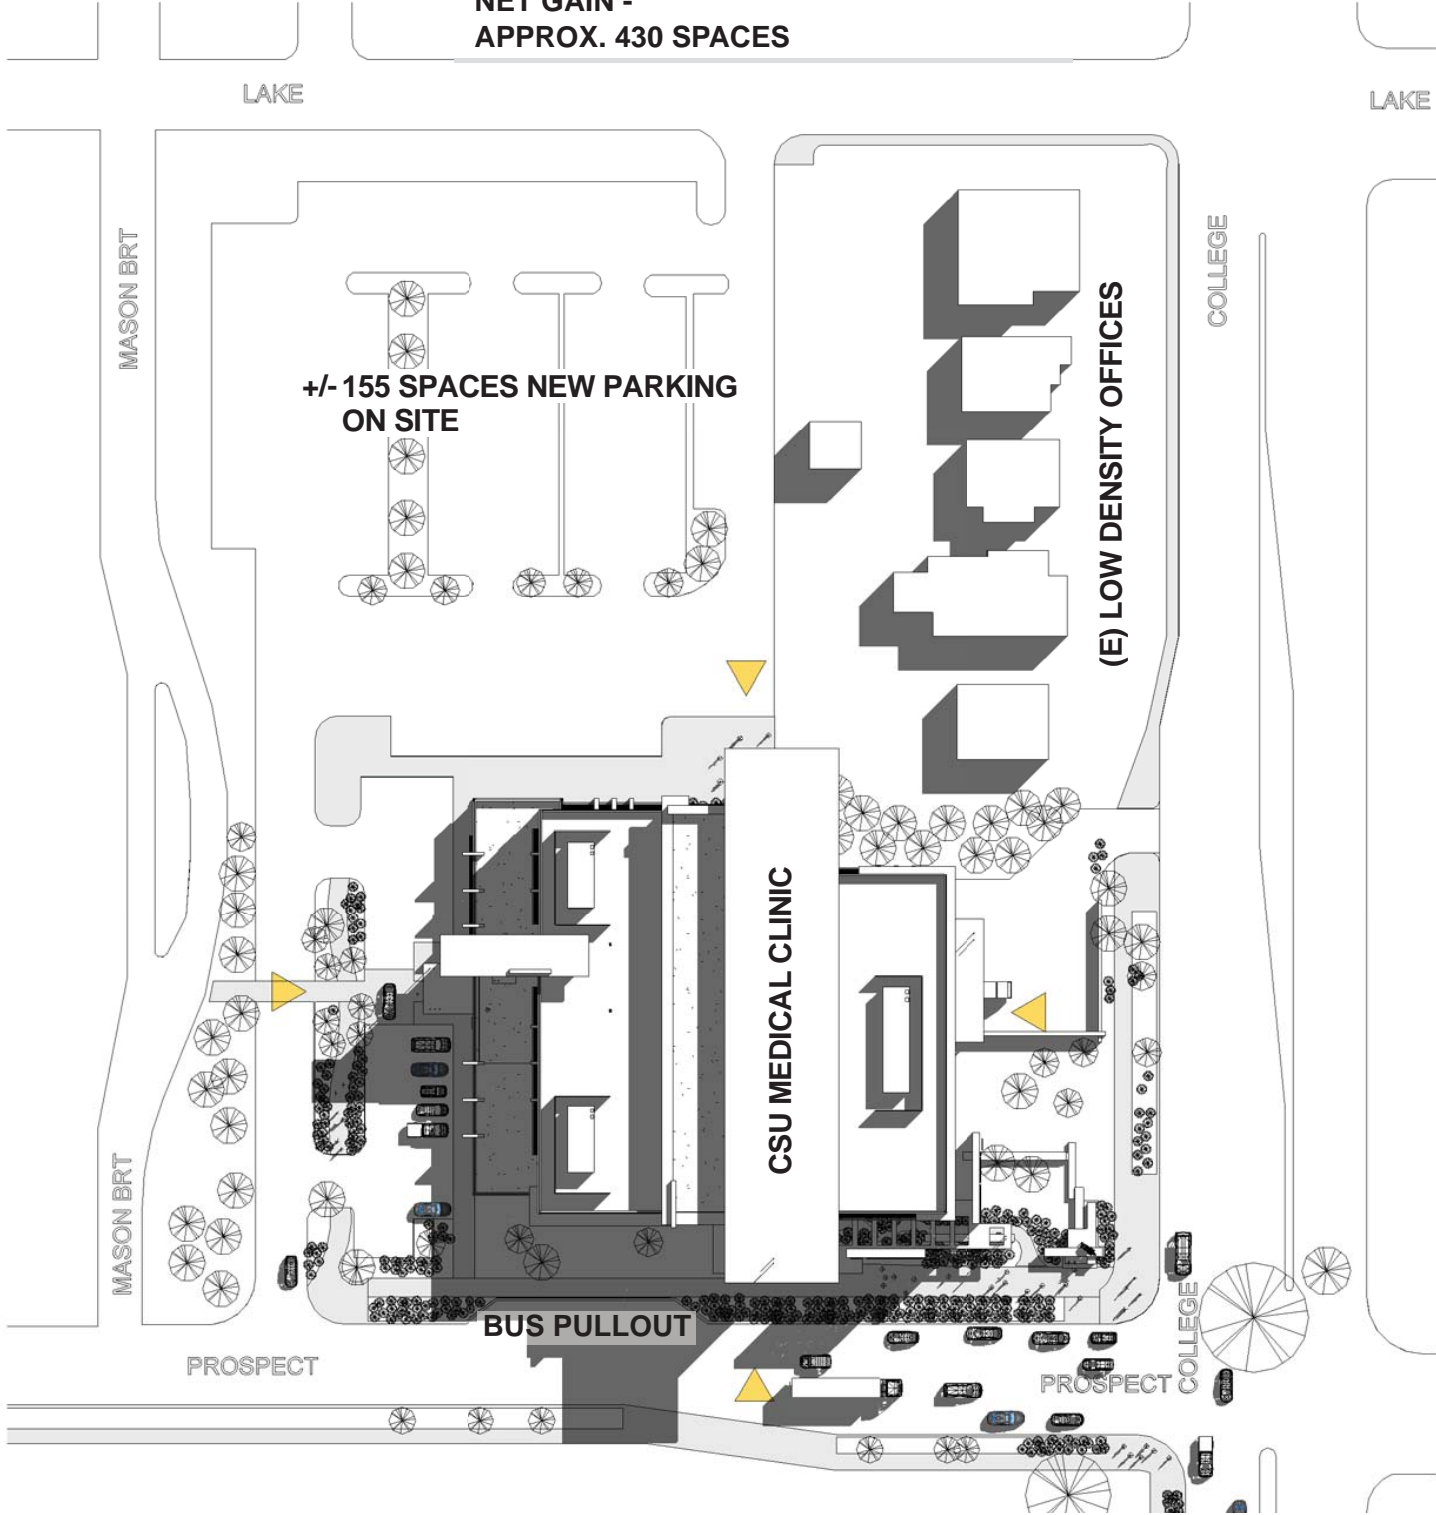 NET GAIN -
APPROX. 430 SPACES
LAKE
LAKE
MASON BRT
COLLEGE
+/- 155 SPACES NEW PARKING
ON SITE
(E) LOW DENSITY OFFICES
CSU MEDICAL CLINIC
MASON BRT
BUS PULLOUT
PROSPECT
PROSPECT
COLLEGE